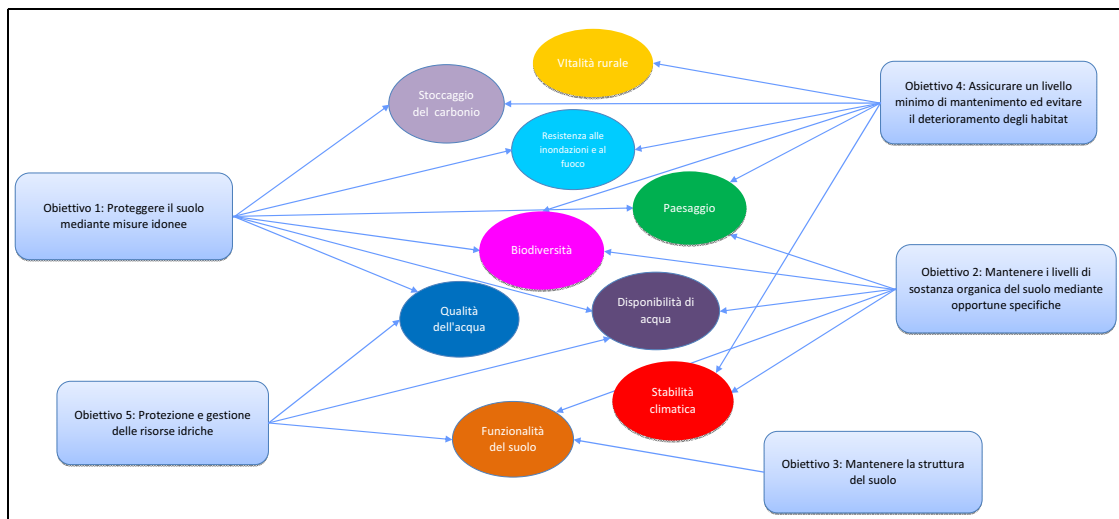 VItalità rurale
Stoccaggio
del carbonio
Obiettivo 4: Assicurare un livello
minimo di mantenimento ed evitare
il deterioramento degli habitat
Resistenza alle
inondazioni e al
fuoco
Obiettivo 1: Proteggere il suolo
mediante misure idonee
Paesaggio
Biodiversità
Obiettivo 2: Mantenere i livelli di
sostanza organica del suolo mediante
opportune specifiche
Qualità
dell'acqua
Disponibilità di
acqua
Stabilità
climatica
Obiettivo 5: Protezione e gestione
delle risorse idriche
Funzionalità
del suolo
Obiettivo 3: Mantenere la struttura
del suolo